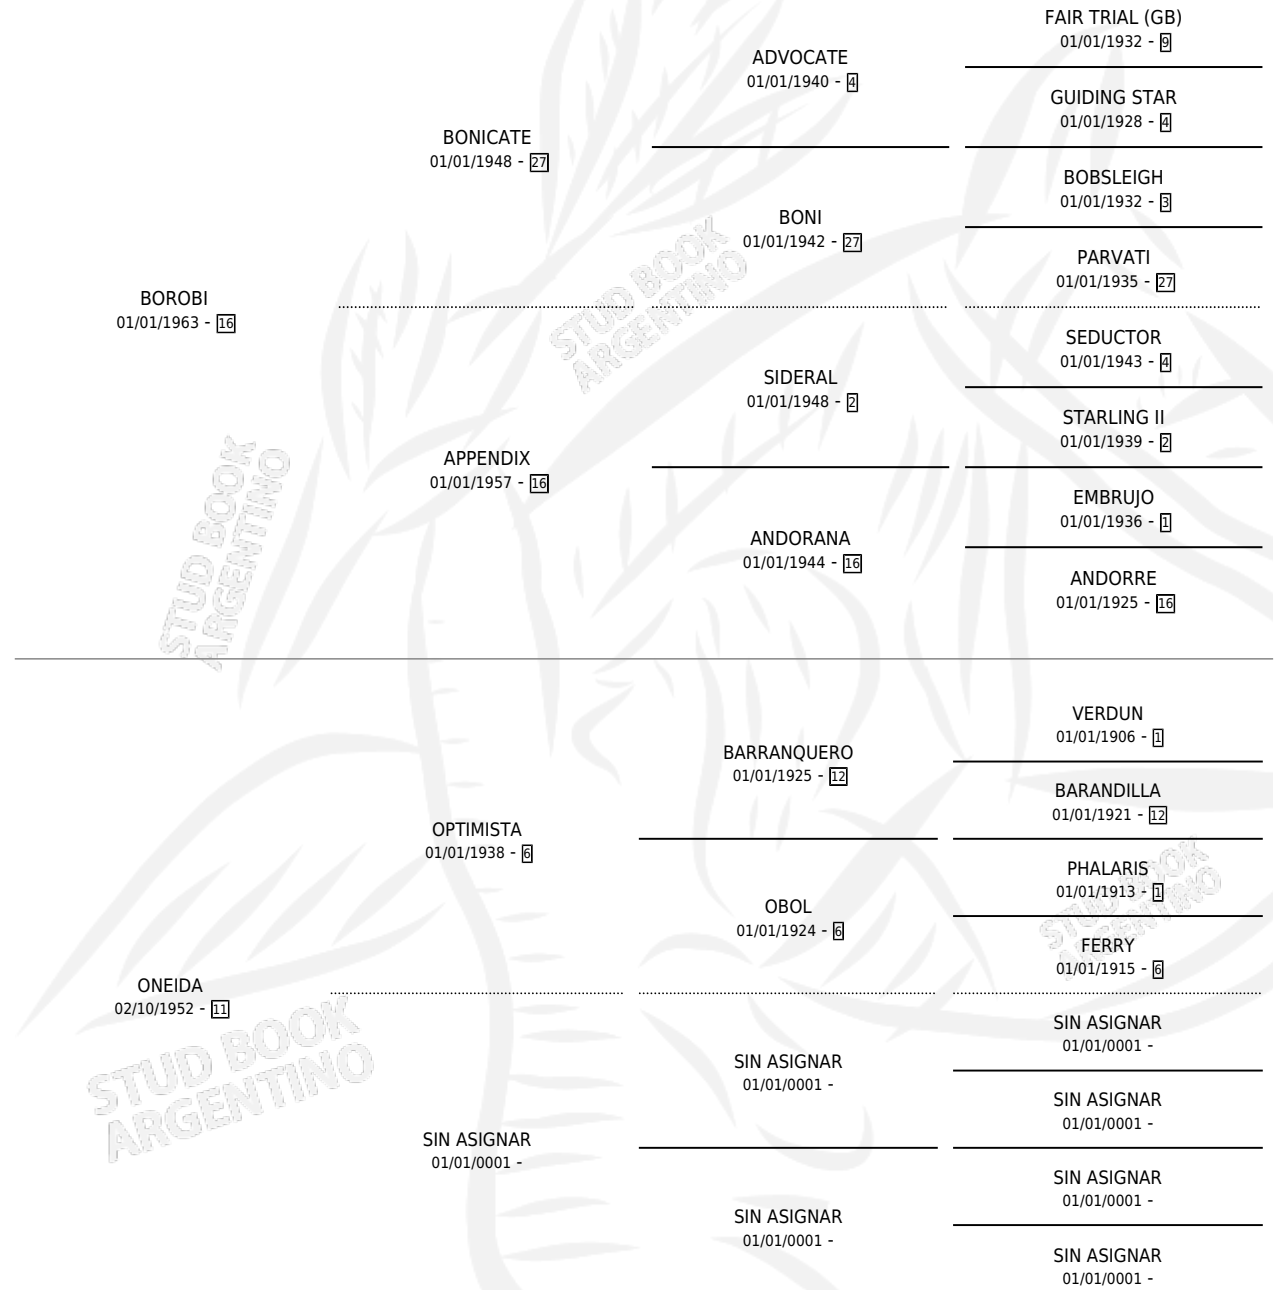 FAIR TRIAL (GB)
01/01/1932 - 9
ADVOCATE
01/01/1940 - 4
GUIDING STAR
01/01/1928 - 4
BONICATE
01/01/1948 - 27
BOBSLEIGH
01/01/1932 - 3
BONI
01/01/1942 - 27
PARVATI
01/01/1935 - 27
STUD BOOK
ARGENTINO
BOROBI
01/01/1963 - 16
SEDUCTOR
01/01/1943 - 4
SIDERAL
01/01/1948 - 2
STARLING II
01/01/1939 - 2
APPENDIX
01/01/1957 - 16
EMBRUJO
01/01/1936 - 1
ANDORANA
01/01/1944 - 16
ANDORRE
01/01/1925 - 16
STUD BOOK
ARGENTINO
VERDUN
01/01/1906 - 1
BARRANQUERO
01/01/1925 - 12
BARANDILLA
01/01/1921 - 12
OPTIMISTA
01/01/1938 - 6
PHALARIS
01/01/1913 - 1
OBOL
01/01/1924 - 6
FERRY
01/01/1915 - 6
STUD BOOK
ARGENTINO
ONEIDA
02/10/1952 - 11
SIN ASIGNAR
01/01/0001 -
SIN ASIGNAR
01/01/0001 -
SIN ASIGNAR
01/01/0001 -
STUD BOOK
ARGENTINO
SIN ASIGNAR
01/01/0001 -
SIN ASIGNAR
01/01/0001 -
SIN ASIGNAR
01/01/0001 -
SIN ASIGNAR
01/01/0001 -